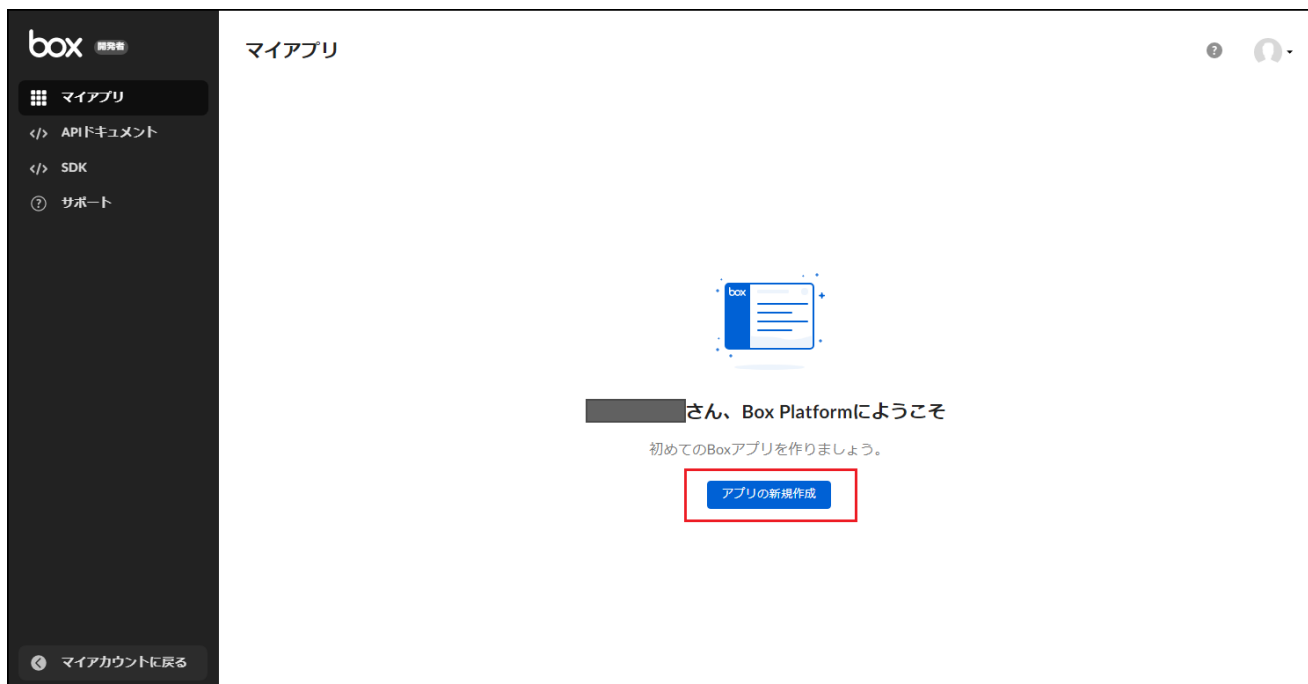 box 開発者
マイアプリ
マイアプリ
APIドキュメント
SDK
サポート
box
さん、Box Platformにようこそ
初めてのBoxアプリを作りましょう。
アプリの新規作成
マイアカウントに戻る